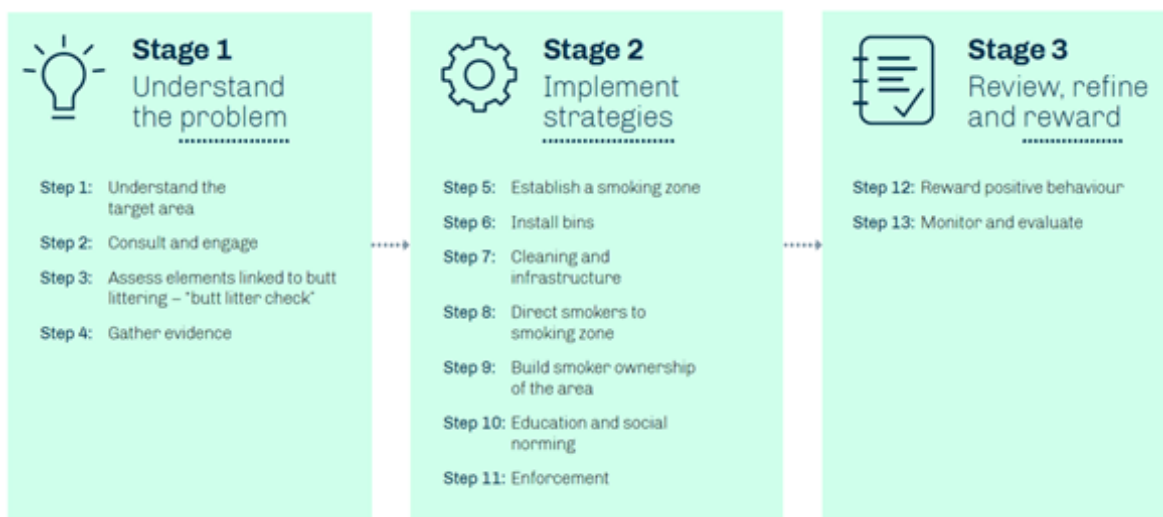 Stage 1
Understand
the problem
Step 1: Understand the
target area
Step 2: Consult and engage
Step 3: Assess elements linked to butt
littering – "butt litter check"
Step 4: Gather evidence
Stage 2
Implement
strategies
Step 5: Establish a smoking zone
Step 6: Install bins
Step 7: Cleaning and
infrastructure
Step 8: Direct smokers to
smoking zone
Step 9: Build smoker ownership
of the area
Step 10: Education and social
norming
Step 11: Enforcement
Stage 3
Review, refine
and reward
Step 12: Reward positive behaviour
Step 13: Monitor and evaluate